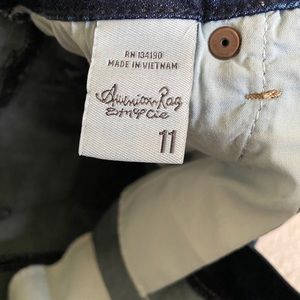 RN 134190
MADE IN VIETNAM
American Rag
Cie
11